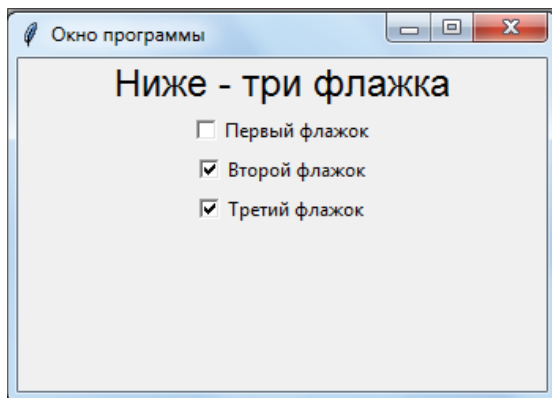 Окно программы
Ниже - три флажка
Первый флажок
Второй флажок
Третий флажок